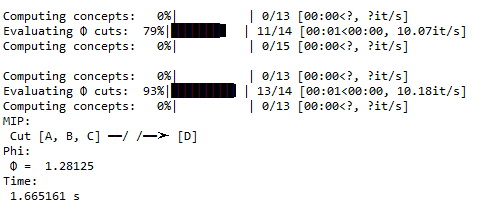 Computing concepts:   0%|          | 0/13 [00:00<?, ?it/s]
Evaluating Φ cuts:  79%|███████▊  | 11/14 [00:01<00:00, 10.07it/s]
Computing concepts:   0%|          | 0/15 [00:00<?, ?it/s]
Computing concepts:   0%|          | 0/13 [00:00<?, ?it/s]
Evaluating Φ cuts:  93%|█████████▎| 13/14 [00:01<00:00, 10.18it/s]
Computing concepts:   0%|          | 0/13 [00:00<?, ?it/s]
MIP:
Cut [A, B, C] ━━/ /━━➤ [D]
Phi:
Φ =  1.28125
Time:
1.665161 s